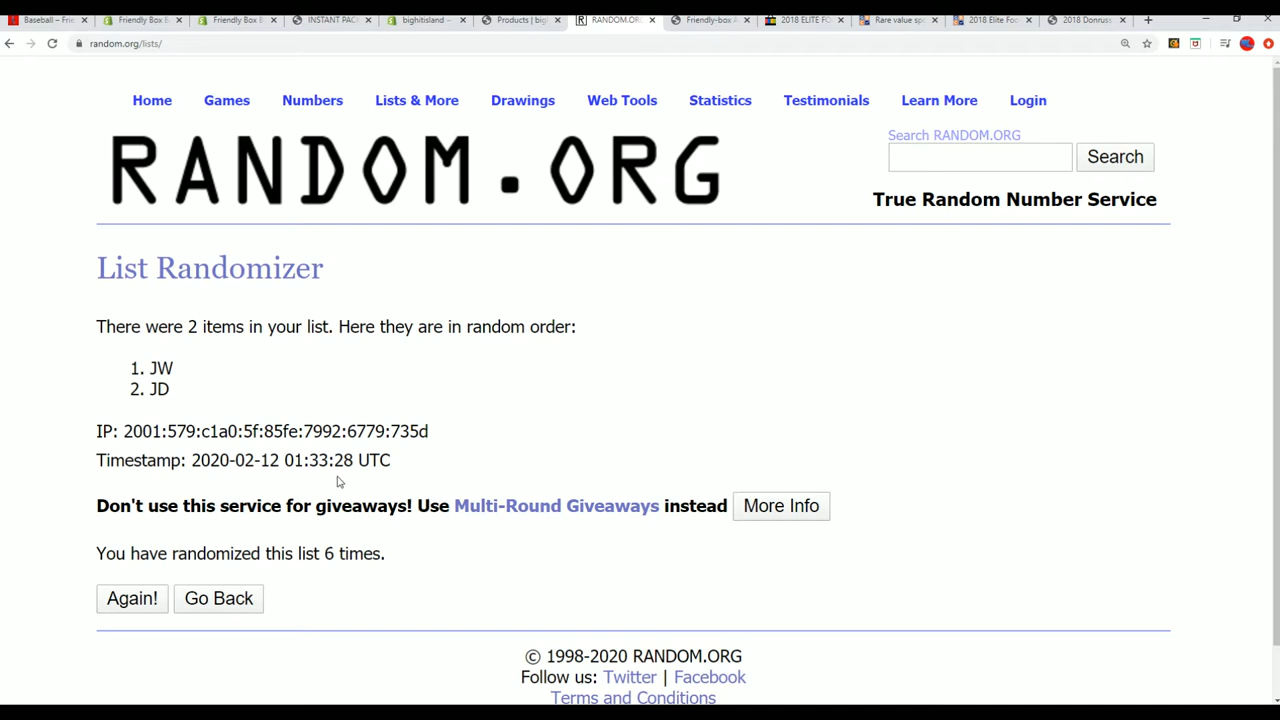 Baseball – Frie
Friendly Box B
Friendly Box B
INSTANT PACK
bighitisland –
Products | big
RANDOM.OR
Friendly-box A
2018 ELITE FO
Rare value sp
2018 Elite Foo
2018 Donruss
random.org/lists/
Home Games Numbers Lists & More Drawings Web Tools Statistics Testimonials Learn More Login
RANDOM.ORG
Search RANDOM.ORG
Search
True Random Number Service
List Randomizer
There were 2 items in your list. Here they are in random order:
1. JW
2. JD
IP: 2001:579:c1a0:5f:85fe:7992:6779:735d
Timestamp: 2020-02-12 01:33:28 UTC
Don't use this service for giveaways! Use Multi-Round Giveaways instead More Info
You have randomized this list 6 times.
Again! Go Back
© 1998-2020 RANDOM.ORG
Follow us: Twitter | Facebook
Terms and Conditions